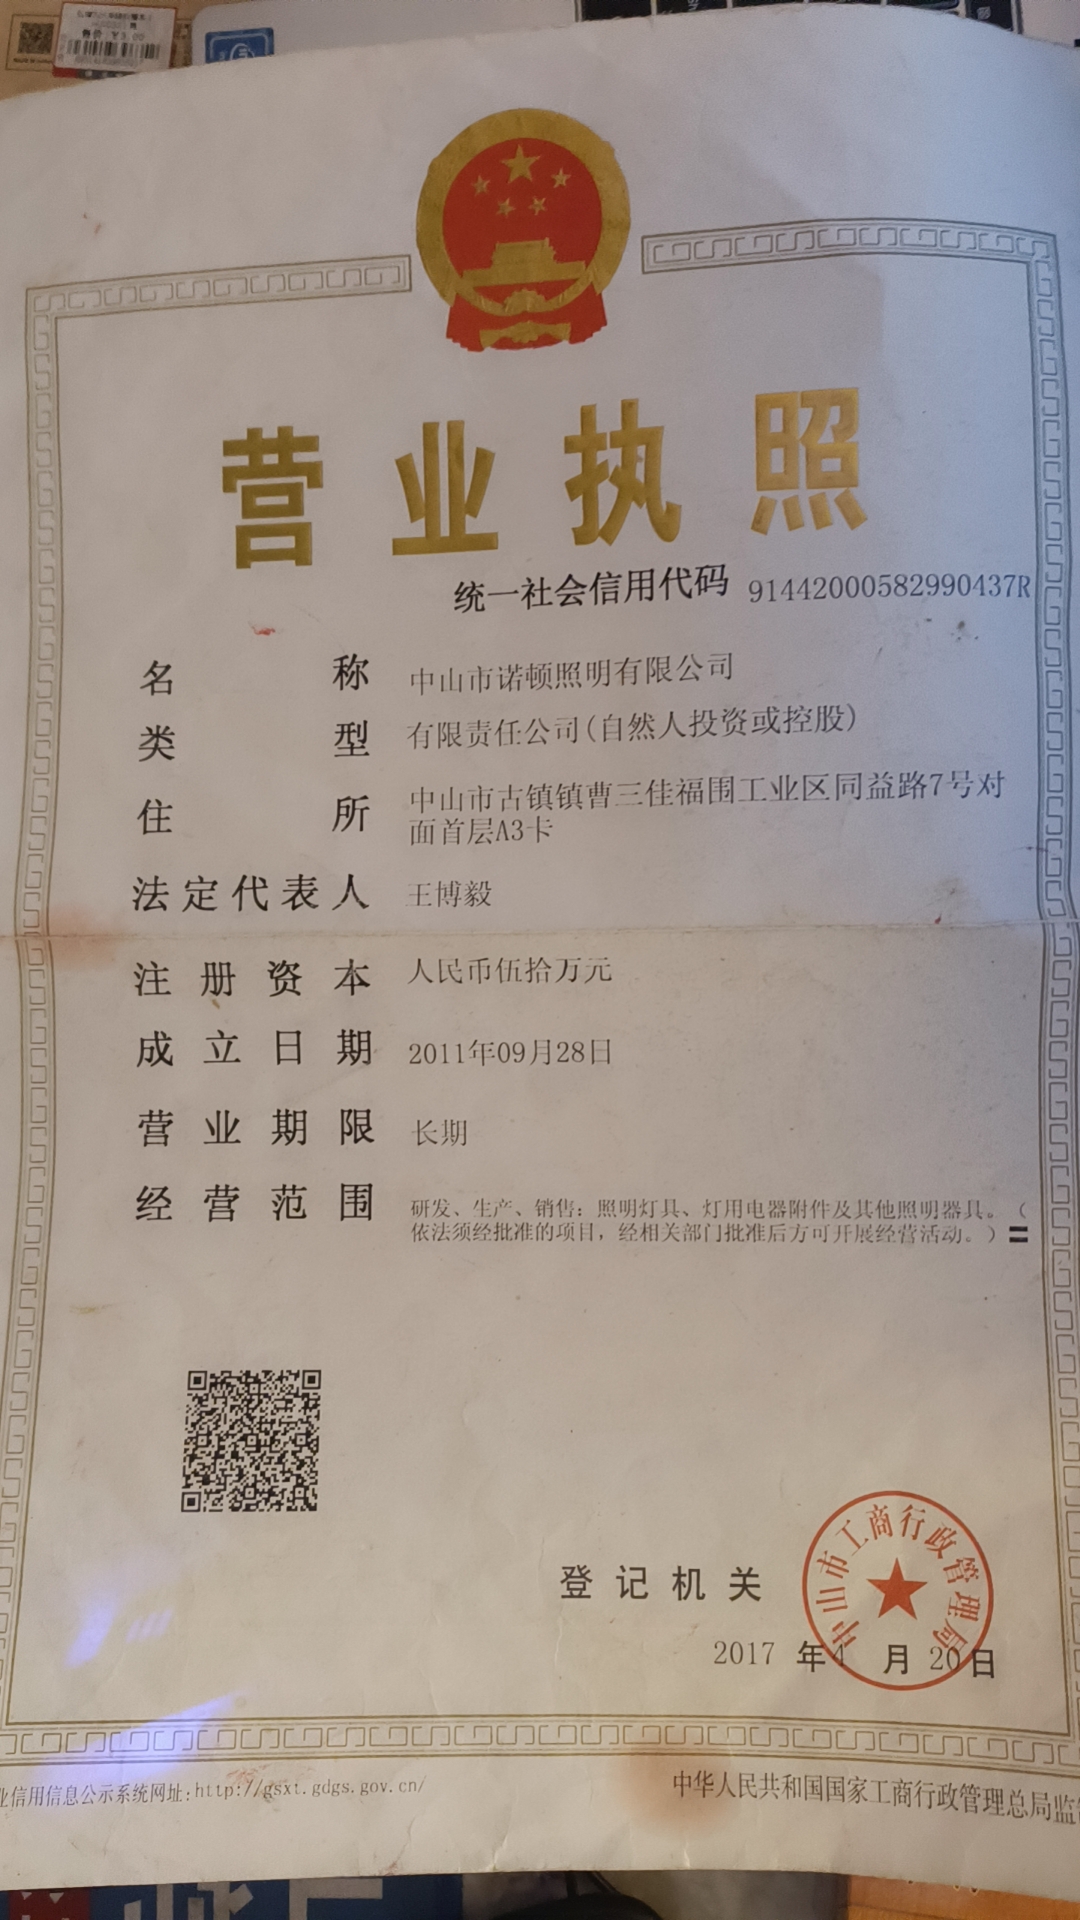 售价 ¥3.00
营业执照
统一社会信用代码 91442000582990437R
名称 中山市诺顿照明有限公司
类型 有限责任公司(自然人投资或控股)
住所 中山市古镇镇曹三佳福围工业区同益路7号对
面首层A3卡
法定代表人 王博毅
注册资本 人民币伍拾万元
成立日期 2011年09月28日
营业期限 长期
经营范围 研发、生产、销售：照明灯具、灯用电器附件及其他照明器具。（
依法须经批准的项目，经相关部门批准后方可开展经营活动。）〓
登记机关
中山市工商行政管理局
2017 年4 月20日
业信用信息公示系统网址:http://gsxt.gdgs.gov.cn/
中华人民共和国国家工商行政管理总局监